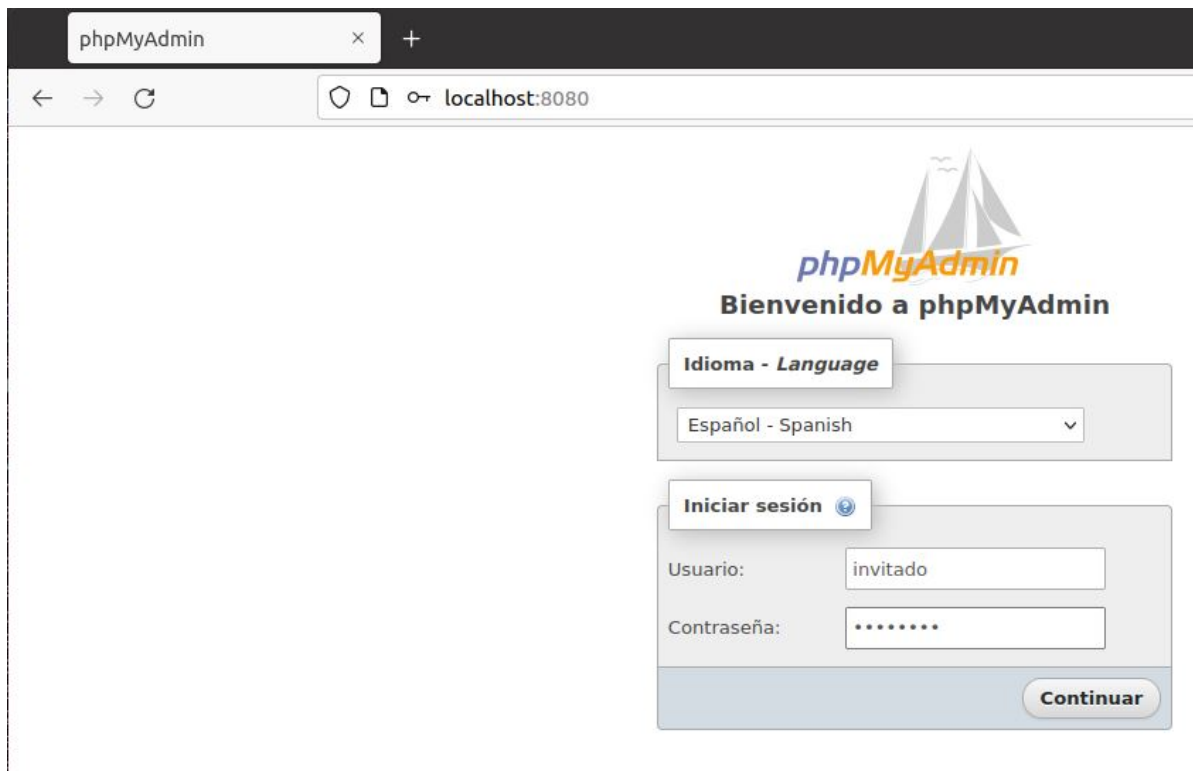 phpMyAdmin
localhost:8080
phpMyAdmin
Bienvenido a phpMyAdmin
Idioma - Language
Español - Spanish
Iniciar sesión
Usuario: invitado
Contraseña: ••••••••
Continuar